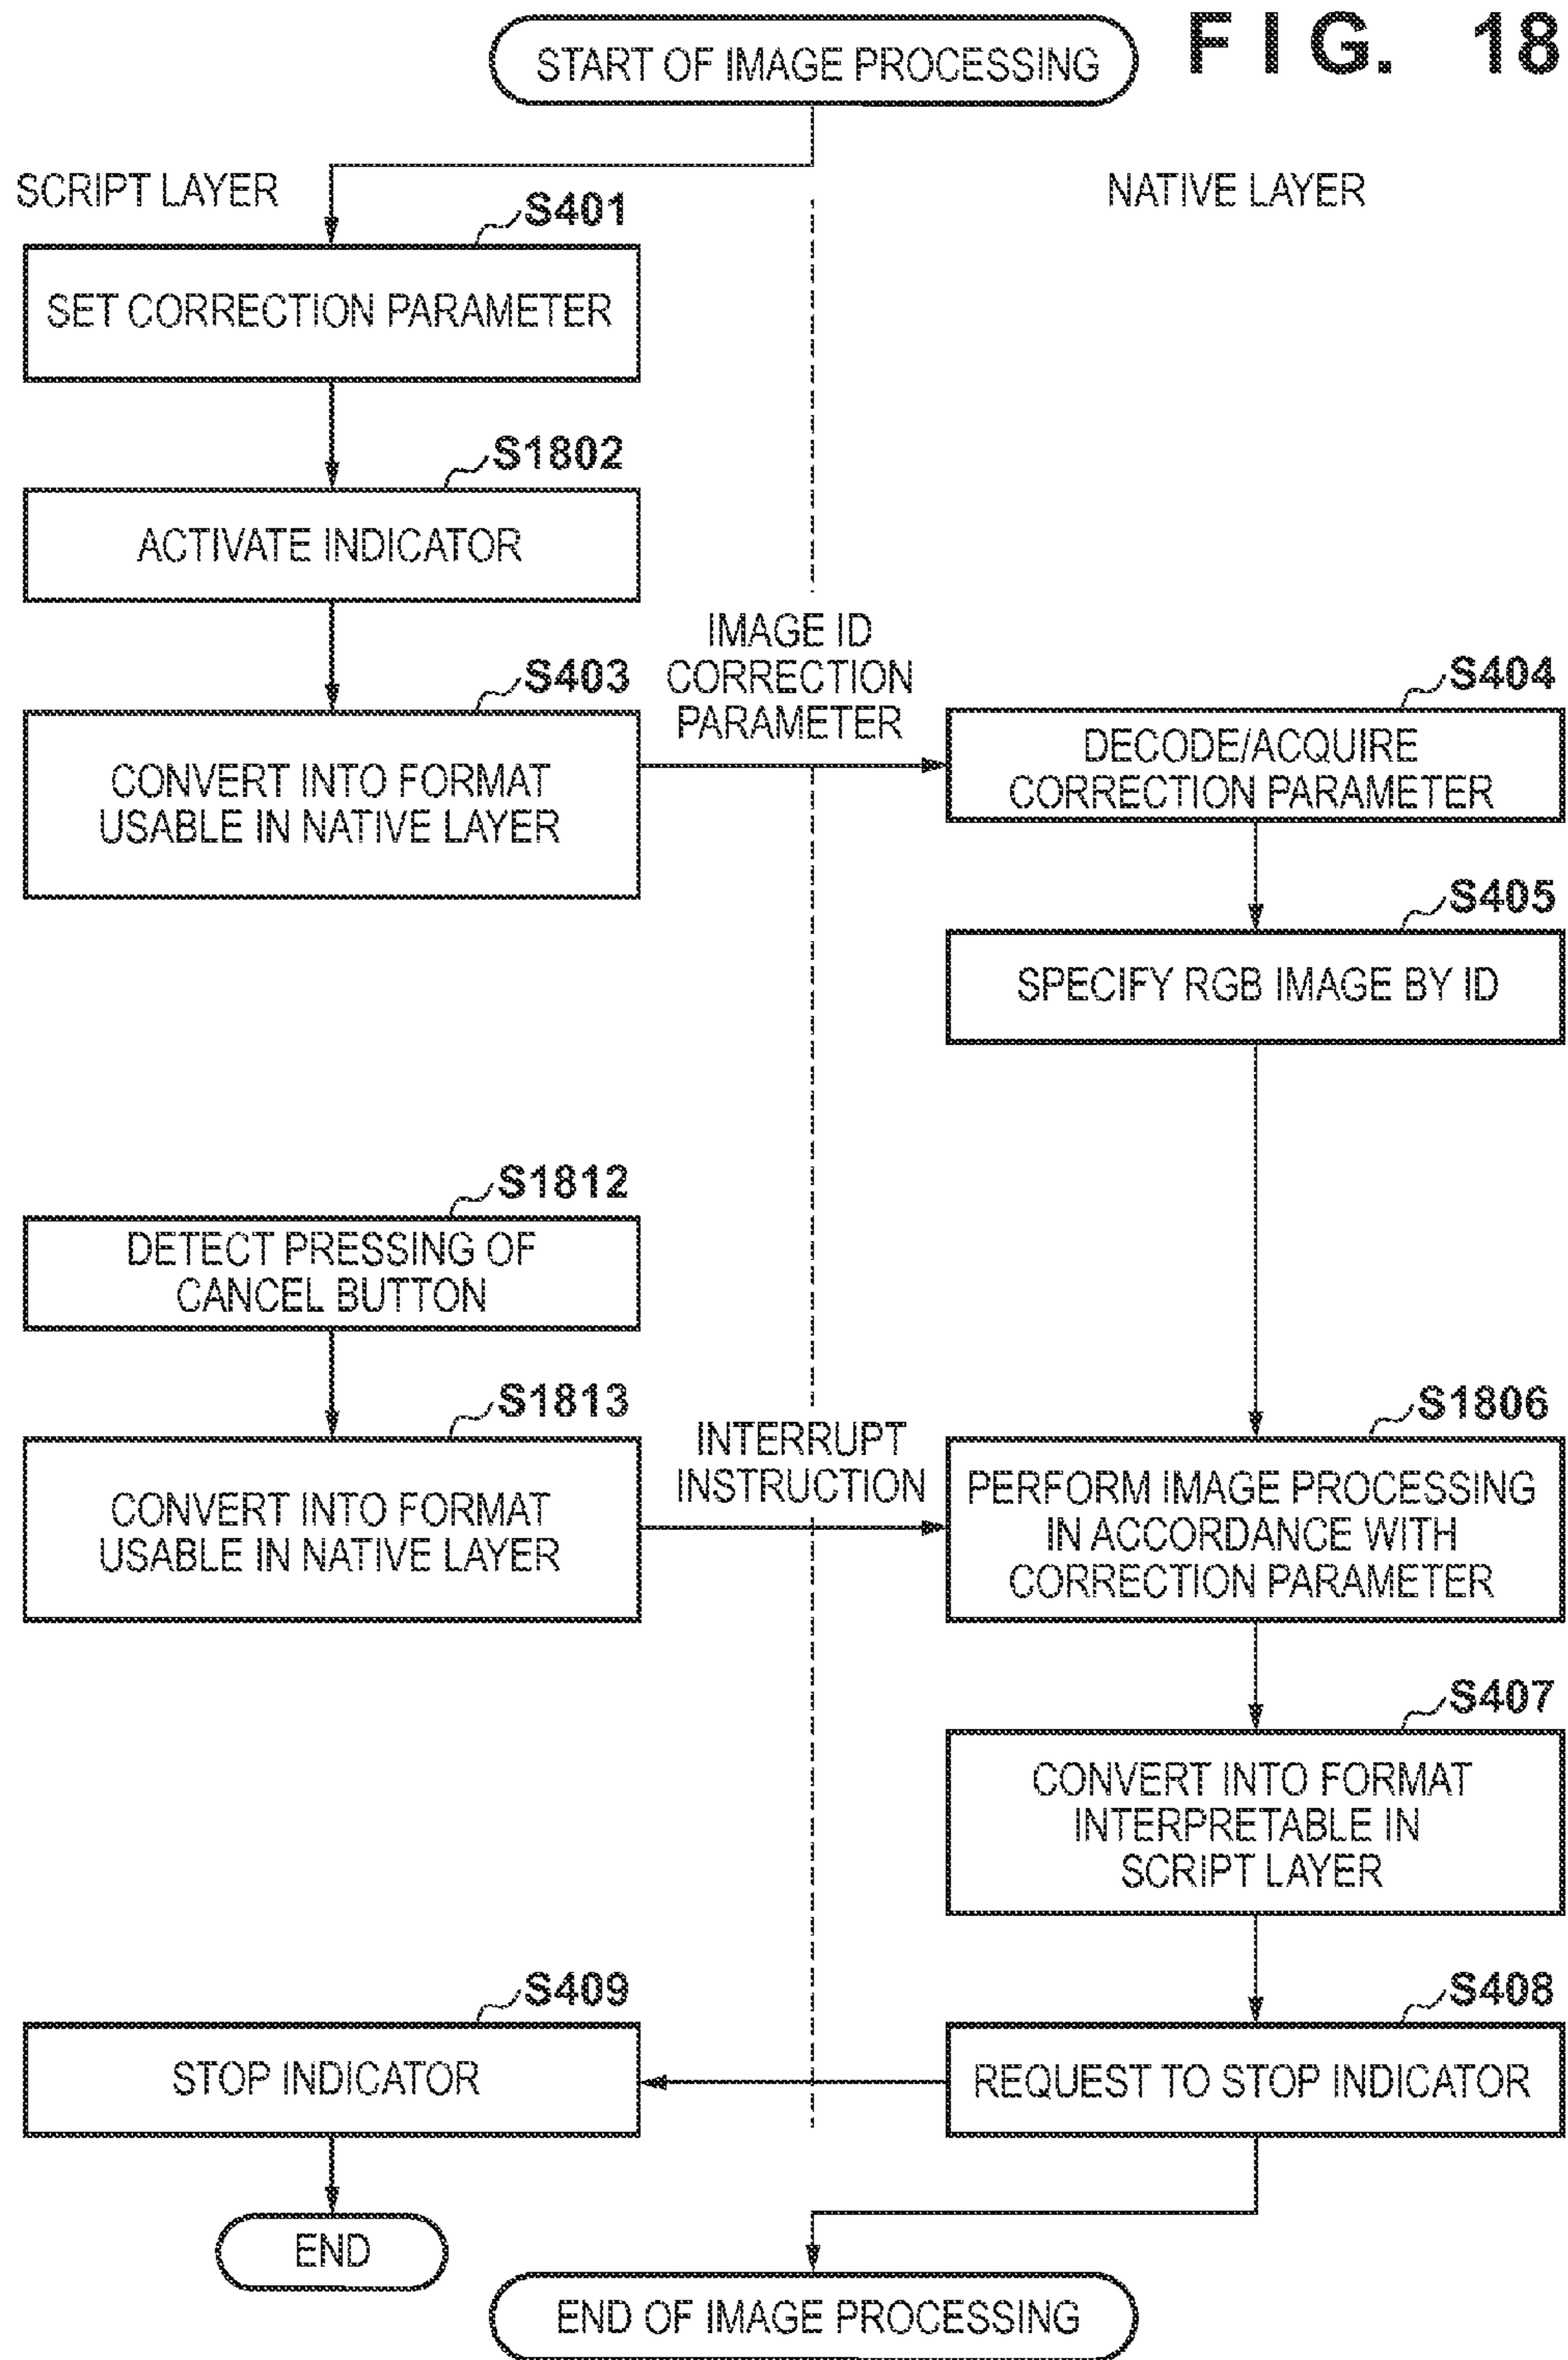 FIG. 18
START OF IMAGE PROCESSING
SCRIPT LAYER
NATIVE LAYER
S401
SET CORRECTION PARAMETER
S1802
ACTIVATE INDICATOR
S403
CONVERT INTO FORMAT
USABLE IN NATIVE LAYER
IMAGE ID
CORRECTION
PARAMETER
S404
DECODE/ACQUIRE
CORRECTION PARAMETER
S405
SPECIFY RGB IMAGE BY ID
S1812
DETECT PRESSING OF
CANCEL BUTTON
S1813
CONVERT INTO FORMAT
USABLE IN NATIVE LAYER
INTERRUPT
INSTRUCTION
S1806
PERFORM IMAGE PROCESSING
IN ACCORDANCE WITH
CORRECTION PARAMETER
S407
CONVERT INTO FORMAT
INTERPRETABLE IN
SCRIPT LAYER
S408
REQUEST TO STOP INDICATOR
S409
STOP INDICATOR
END
END OF IMAGE PROCESSING